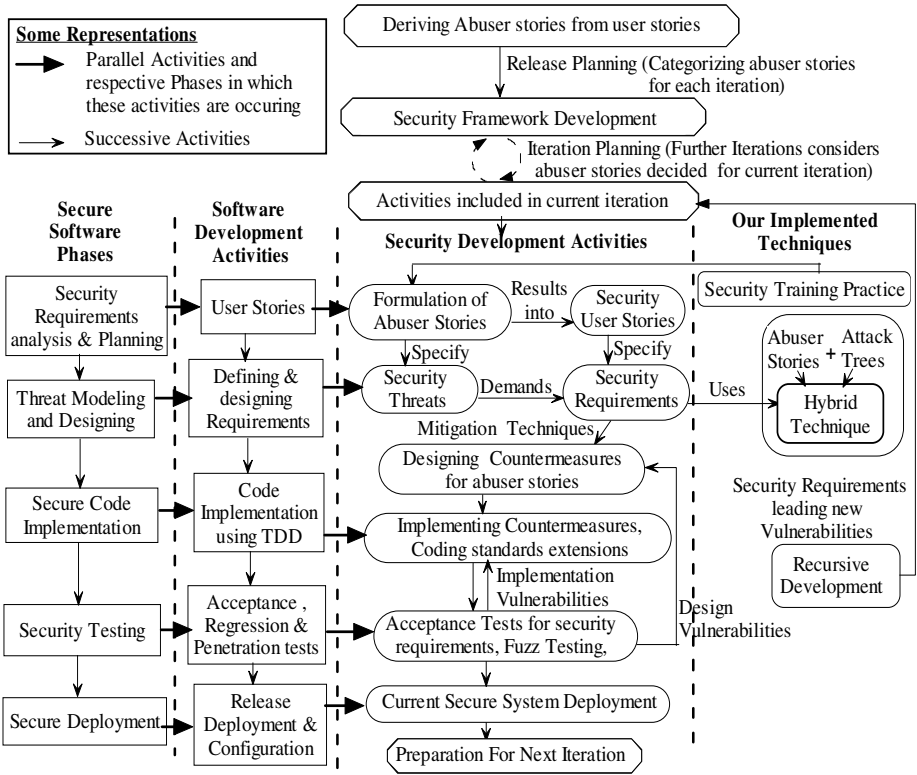 Some Representations
Parallel Activities and
respective Phases in which
these activities are occuring
Successive Activities
Deriving Abuser stories from user stories
Release Planning (Categorizing abuser stories
for each iteration)
Security Framework Development
Iteration Planning (Further Iterations considers
abuser stories decided for current iteration)
Activities included in current iteration
Secure
Software
Phases
Software
Development
Activities
Security Development Activities
Our Implemented
Techniques
Security
Requirements
analysis & Planning
User Stories
Formulation of
Abuser Stories
Results
into
Security
User Stories
Security Training Practice
Specify
Specify
Threat Modeling
and Designing
Defining &
designing
Requirements
Security
Threats
Demands
Security
Requirements
Uses
Abuser
Stories
+
Attack
Trees
Hybrid
Technique
Mitigation Techniques
Designing Countermeasures
for abuser stories
Secure Code
Implementation
Code
Implementation
using TDD
Implementing Countermeasures,
Coding standards extensions
Security Requirements
leading new
Vulnerabilities
Recursive
Development
Implementation
Vulnerabilities
Design
Vulnerabilities
Security Testing
Acceptance ,
Regression &
Penetration tests
Acceptance Tests for security
requirements, Fuzz Testing,
Secure Deployment
Release
Deployment &
Configuration
Current Secure System Deployment
Preparation For Next Iteration